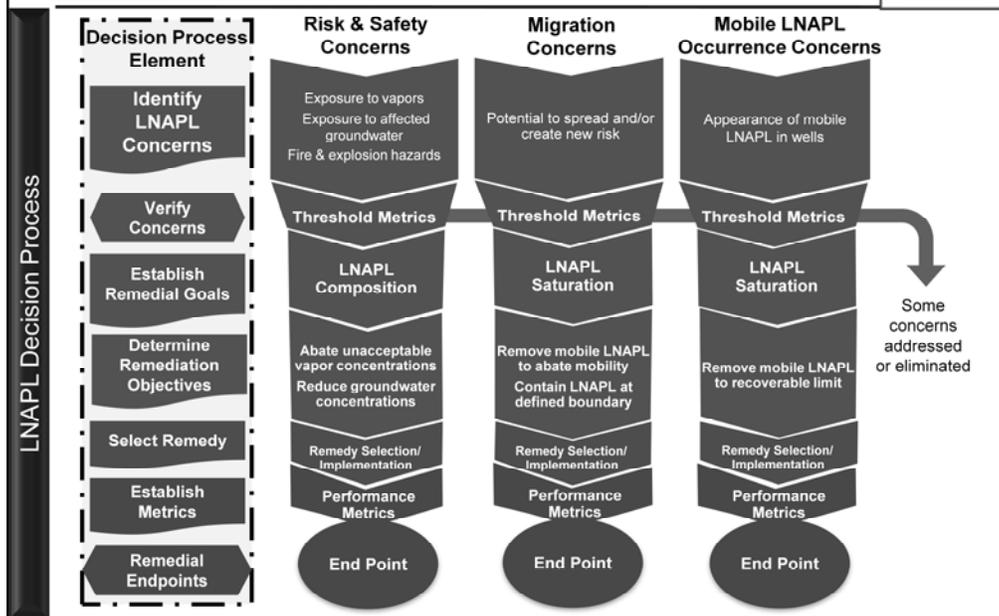 LNAPL Decision Process
Decision Process
Element
Identify
LNAPL
Concerns
Verify
Concerns
Establish
Remedial Goals
Determine
Remediation
Objectives
Select Remedy
Establish
Metrics
Remedial
Endpoints
Risk & Safety
Concerns
Exposure to vapors
Exposure to affected
groundwater
Fire & explosion hazards
Threshold Metrics
LNAPL
Composition
Abate unacceptable
vapor concentrations
Reduce groundwater
concentrations
Remedy Selection/
Implementation
Performance
Metrics
End Point
Migration
Concerns
Potential to spread and/or
create new risk
Threshold Metrics
LNAPL
Saturation
Remove mobile LNAPL
to abate mobility
Contain LNAPL at
defined boundary
Remedy Selection/
Implementation
Performance
Metrics
End Point
Mobile LNAPL
Occurrence Concerns
Appearance of mobile
LNAPL in wells
Threshold Metrics
LNAPL
Saturation
Remove mobile LNAPL
to recoverable limit
Remedy Selection/
Implementation
Performance
Metrics
End Point
Some
concerns
addressed
or eliminated